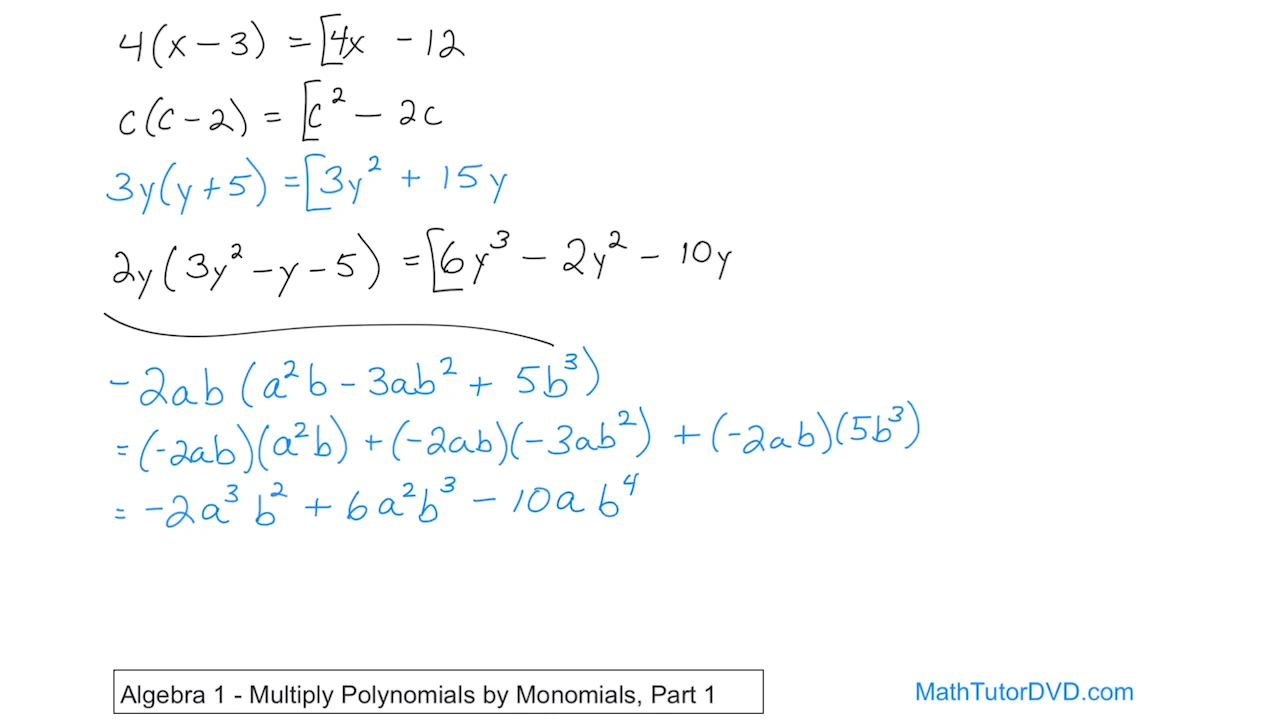 4(x-3) = [4x - 12
c(c-2) = [c² - 2c
3y(y+5) = [3y² + 15y
2y(3y²-y-5) = [6y³ - 2y² - 10y
-2ab(a²b - 3ab² + 5b³)
= (-2ab)(a²b) + (-2ab)(-3ab²) + (-2ab)(5b³)
= -2a³b² + 6a²b³ - 10ab⁴
Algebra 1 - Multiply Polynomials by Monomials, Part 1
MathTutorDVD.com